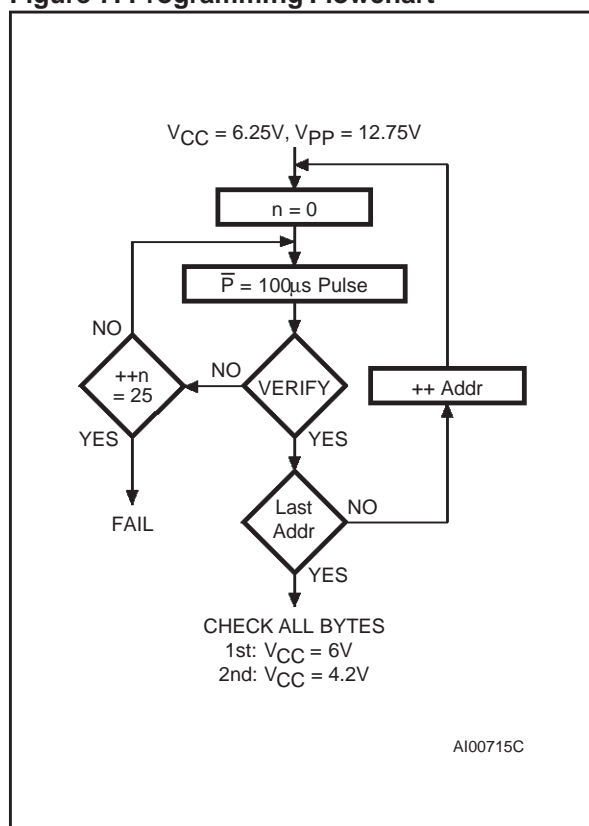 Figure Programming Flowchart
VCC = 6.25V, VPP = 12.75V
n = 0
P̅ = 100μs Pulse
NO
++n
= 25
NO
VERIFY
++ Addr
YES
YES
FAIL
Last
Addr
NO
YES
CHECK ALL BYTES
1st: VCC = 6V
2nd: VCC = 4.2V
AI00715C